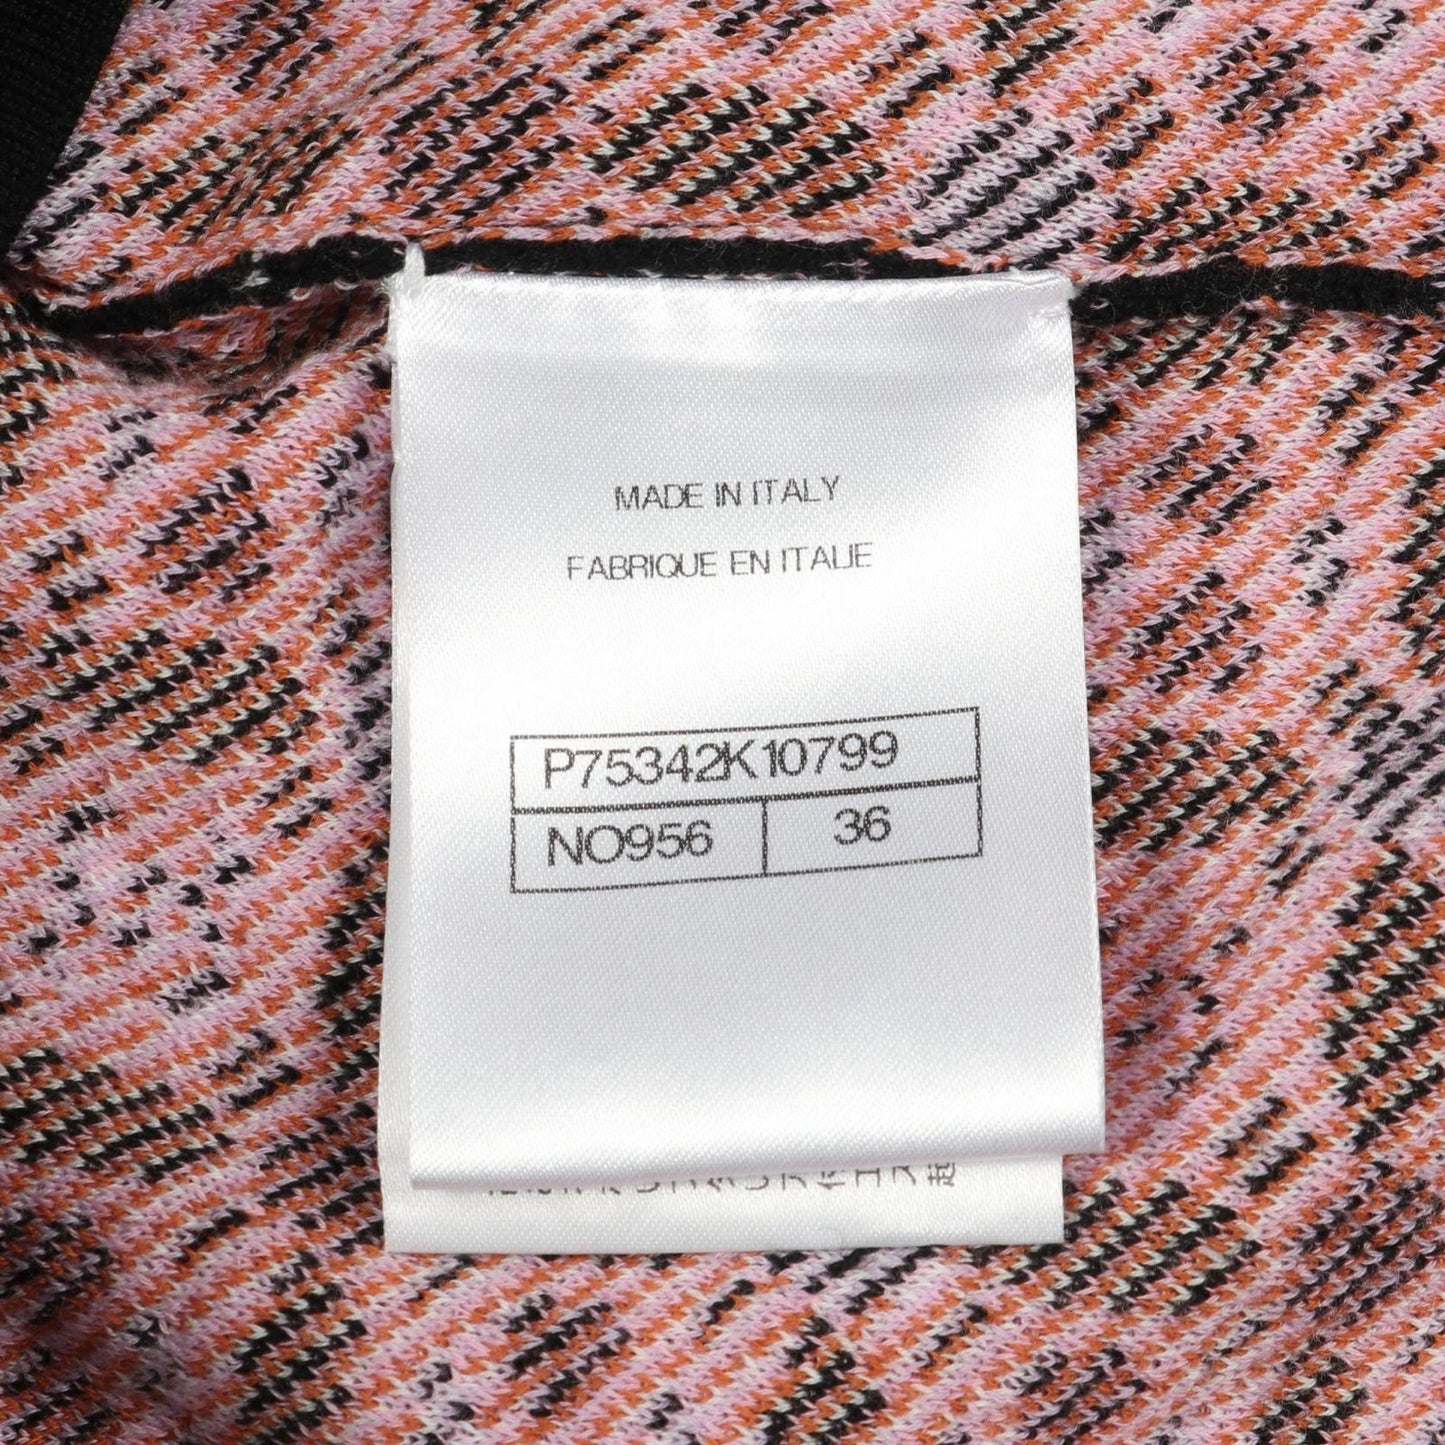 MADE IN ITALY
FABRIQUE EN ITALIE
P75342K10799
NO956 36